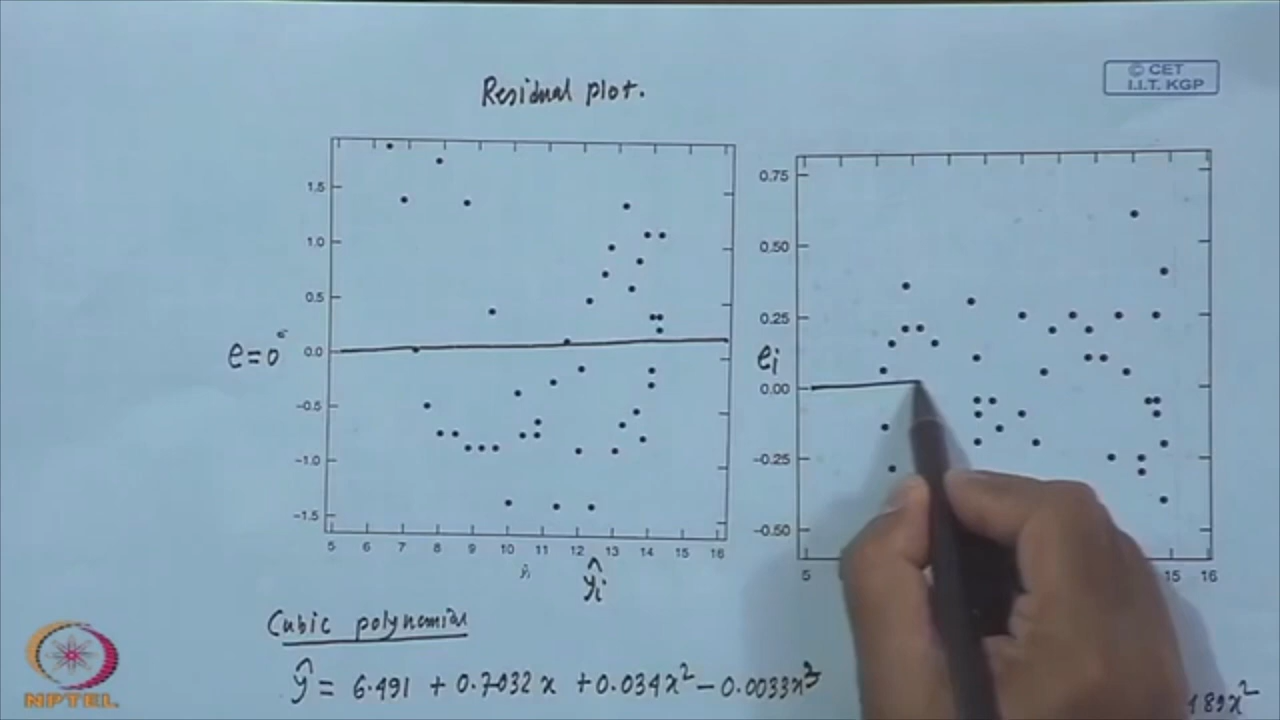 Residual plot.
© CET
I.I.T. KGP
1.5
1.0
0.5
0.0
−0.5
−1.0
−1.5
e=0
5 6 7 8 9 10 11 12 13 14 15 16
ŷᵢ
ŷᵢ
0.75
0.50
0.25
0.00
−0.25
−0.50
eᵢ
5 15 16
Cubic polynomial
ŷ = 6.491 + 0.7032x + 0.034x² − 0.0033x³
189x²
NPTEL